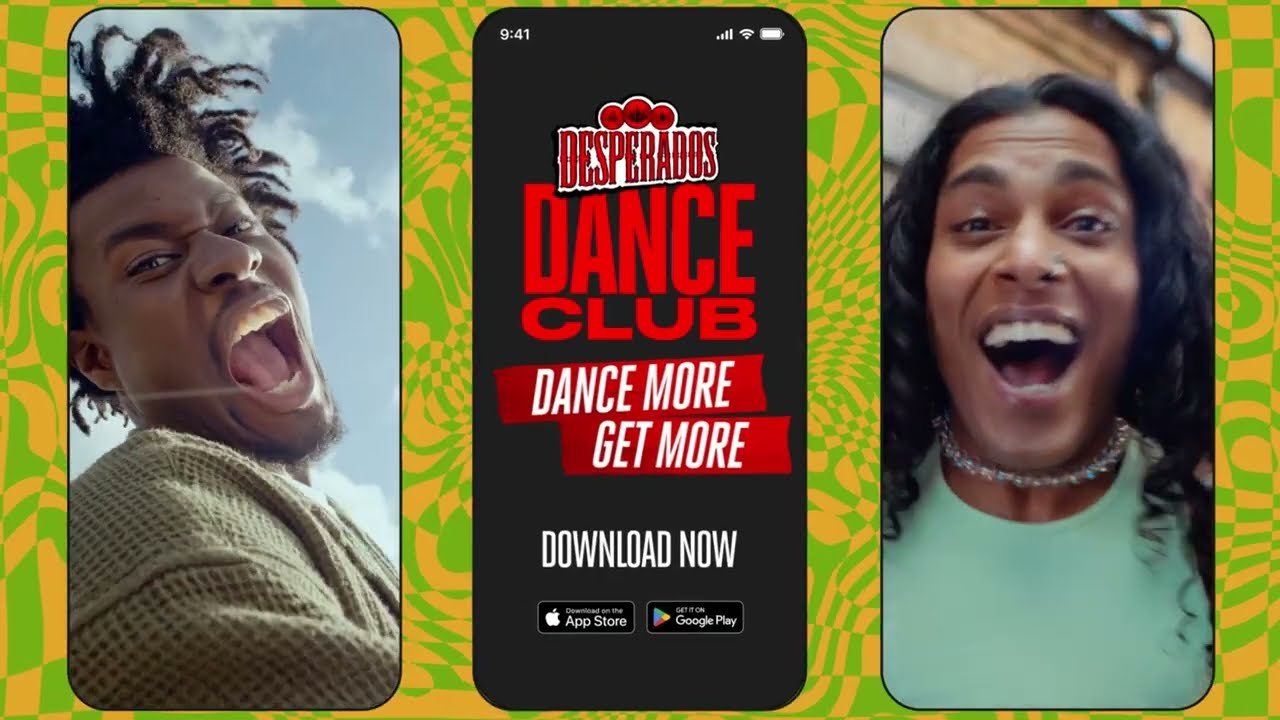 9:41
DESPERADOS
DANCE
CLUB
DANCE MORE
GET MORE
DOWNLOAD NOW
Download on the
App Store
GET IT ON
Google Play